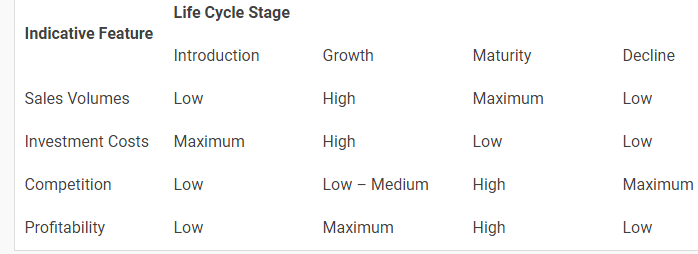 Life Cycle Stage
Indicative Feature
Introduction Growth Maturity Decline
Sales Volumes Low High Maximum Low
Investment Costs Maximum High Low Low
Competition Low Low – Medium High Maximum
Profitability Low Maximum High Low